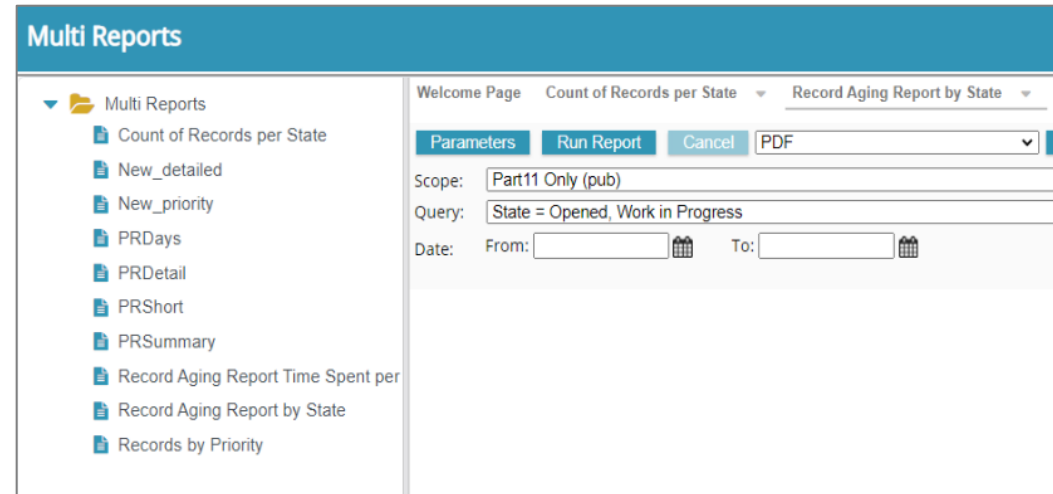 Multi Reports
Multi Reports
Count of Records per State
New_detailed
New_priority
PRDays
PRDetail
PRShort
PRSummary
Record Aging Report Time Spent per
Record Aging Report by State
Records by Priority
Welcome Page Count of Records per State Record Aging Report by State
Parameters Run Report Cancel PDF
Scope: Part11 Only (pub)
Query: State = Opened, Work in Progress
Date: From: To: